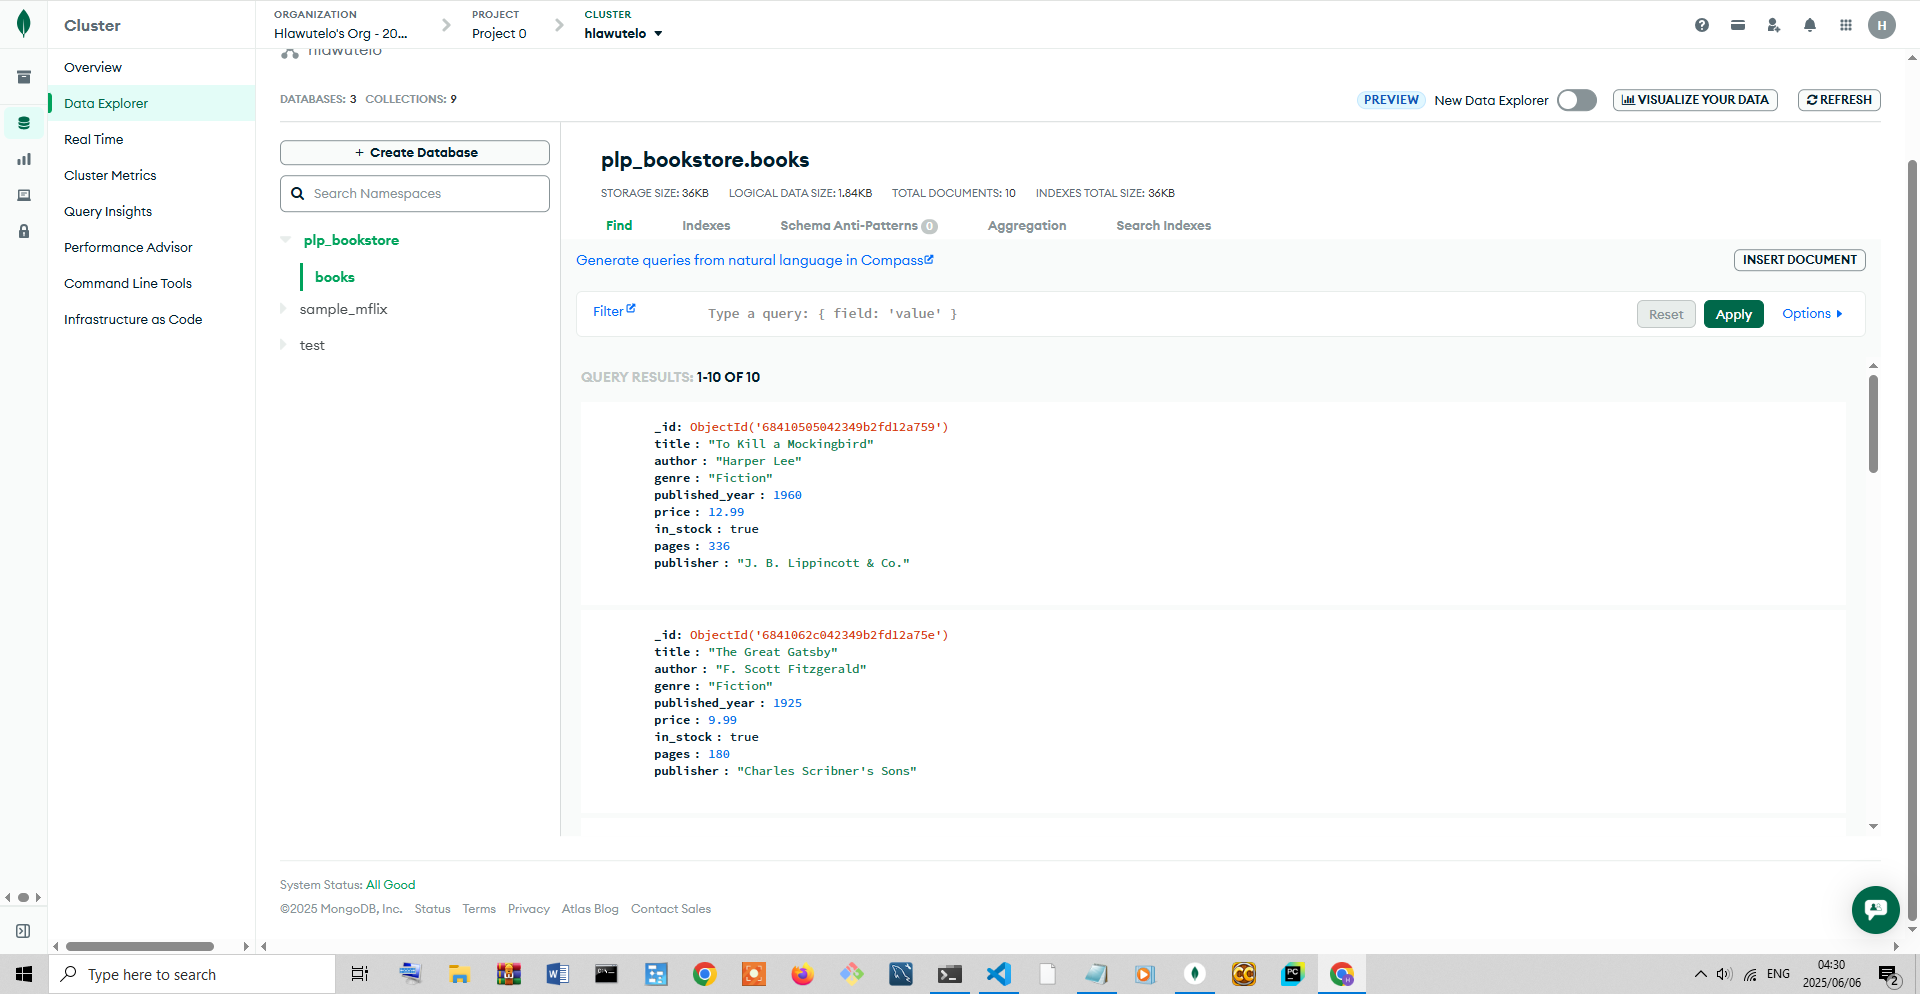 Cluster
ORGANIZATION
Hlawutelo's Org - 20...
PROJECT
Project 0
CLUSTER
hlawutelo
H
Overview
Data Explorer
Real Time
Cluster Metrics
Query Insights
Performance Advisor
Command Line Tools
Infrastructure as Code
hlawutelo
DATABASES: 3 COLLECTIONS: 9
PREVIEW New Data Explorer
VISUALIZE YOUR DATA
REFRESH
+ Create Database
Search Namespaces
plp_bookstore
books
sample_mflix
test
plp_bookstore.books
STORAGE SIZE: 36KB LOGICAL DATA SIZE: 1.84KB TOTAL DOCUMENTS: 10 INDEXES TOTAL SIZE: 36KB
Find Indexes Schema Anti-Patterns 0 Aggregation Search Indexes
Generate queries from natural language in Compass
INSERT DOCUMENT
Filter
Type a query: { field: 'value' }
Reset
Apply
Options
QUERY RESULTS: 1-10 OF 10
_id: ObjectId('68410505042349b2fd12a759')
title : "To Kill a Mockingbird"
author : "Harper Lee"
genre : "Fiction"
published_year : 1960
price : 12.99
in_stock : true
pages : 336
publisher : "J. B. Lippincott & Co."
_id: ObjectId('6841062c042349b2fd12a75e')
title : "The Great Gatsby"
author : "F. Scott Fitzgerald"
genre : "Fiction"
published_year : 1925
price : 9.99
in_stock : true
pages : 180
publisher : "Charles Scribner's Sons"
System Status: All Good
©2025 MongoDB, Inc. Status Terms Privacy Atlas Blog Contact Sales
Type here to search
ENG
04:30
2025/06/06
2